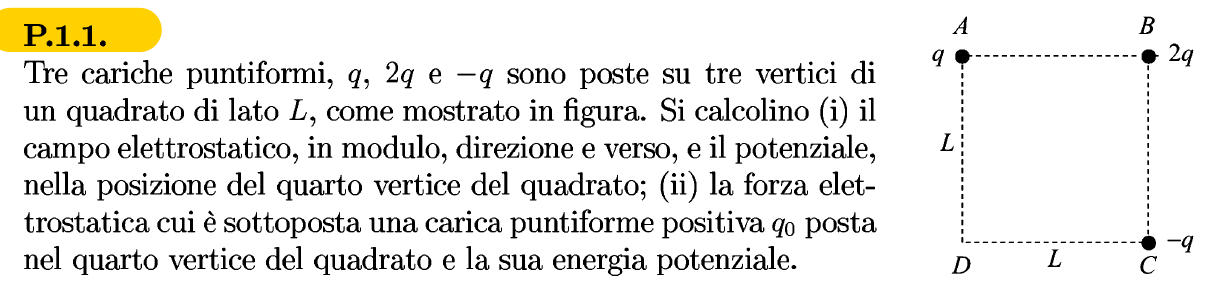 P.1.1.
Tre cariche puntiformi, q, 2q e −q sono poste su tre vertici di
un quadrato di lato L, come mostrato in figura. Si calcolino (i) il
campo elettrostatico, in modulo, direzione e verso, e il potenziale,
nella posizione del quarto vertice del quadrato; (ii) la forza elet-
trostatica cui è sottoposta una carica puntiforme positiva q₀ posta
nel quarto vertice del quadrato e la sua energia potenziale.
A B
q 2q
L
−q
D L C